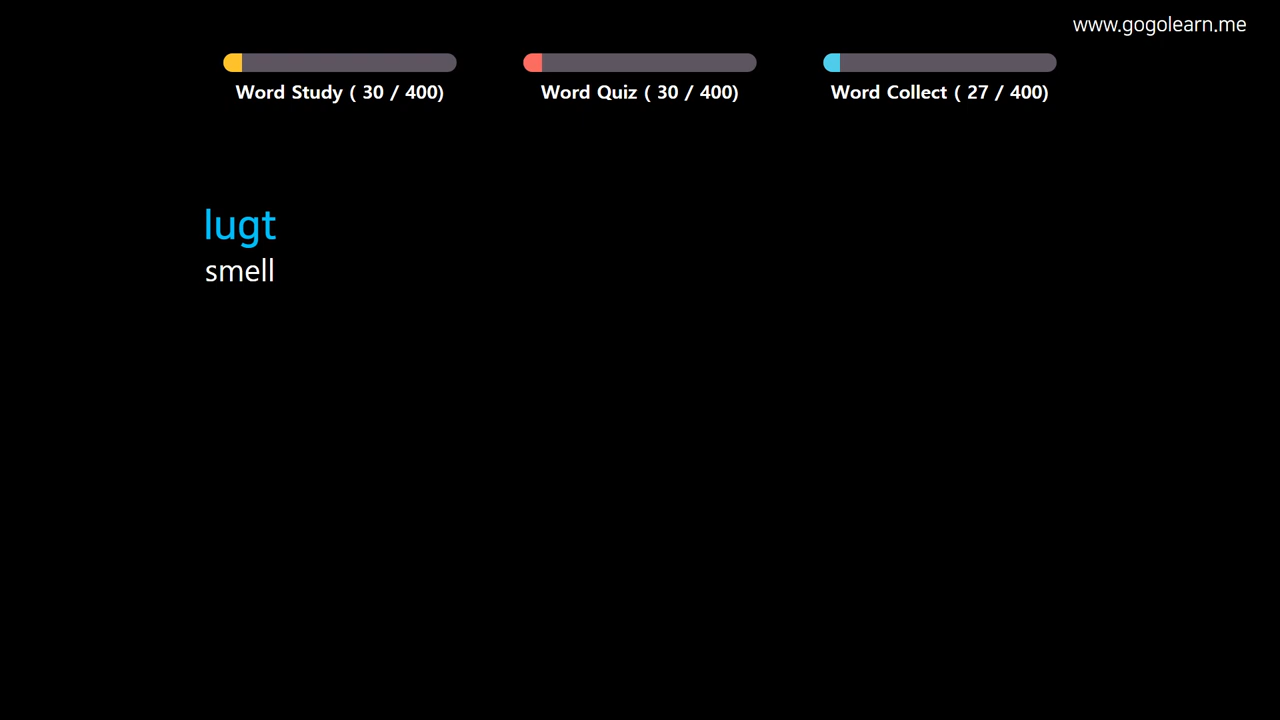 www.gogolearn.me
Word Study ( 30 / 400)
Word Quiz ( 30 / 400)
Word Collect ( 27 / 400)
lugt
smell